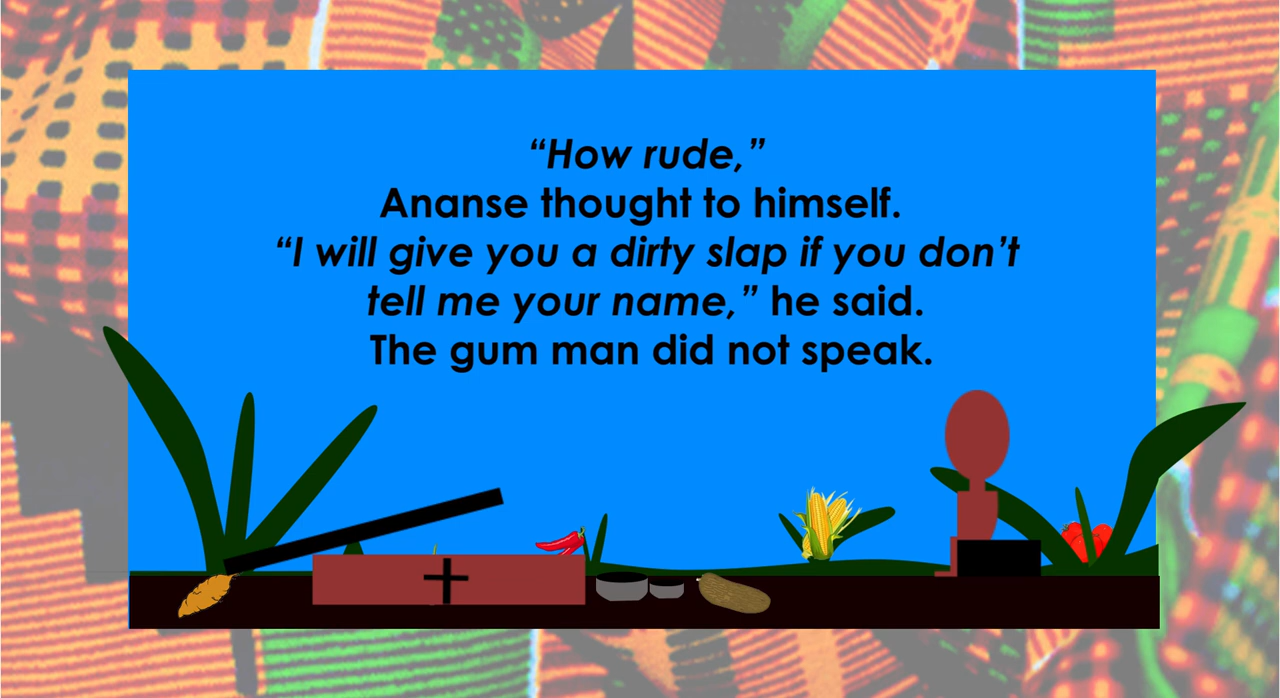 “How rude,”
Ananse thought to himself.
“I will give you a dirty slap if you don’t
tell me your name,” he said.
The gum man did not speak.